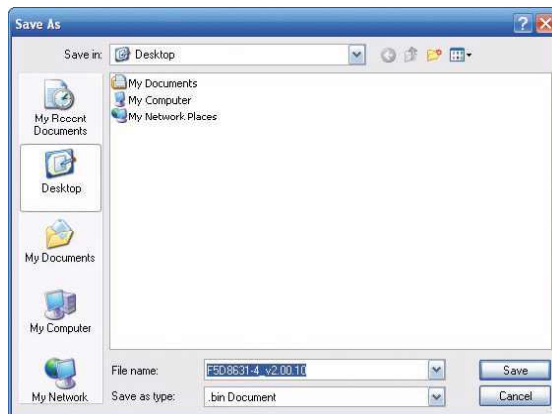 Save As
Save in: Desktop
My Documents
My Computer
My Network Places
My Recent
Documents
Desktop
My Documents
My Computer
My Network
File name: F5D8631-4_v2.00.10 Save
Save as type: .bin Document Cancel